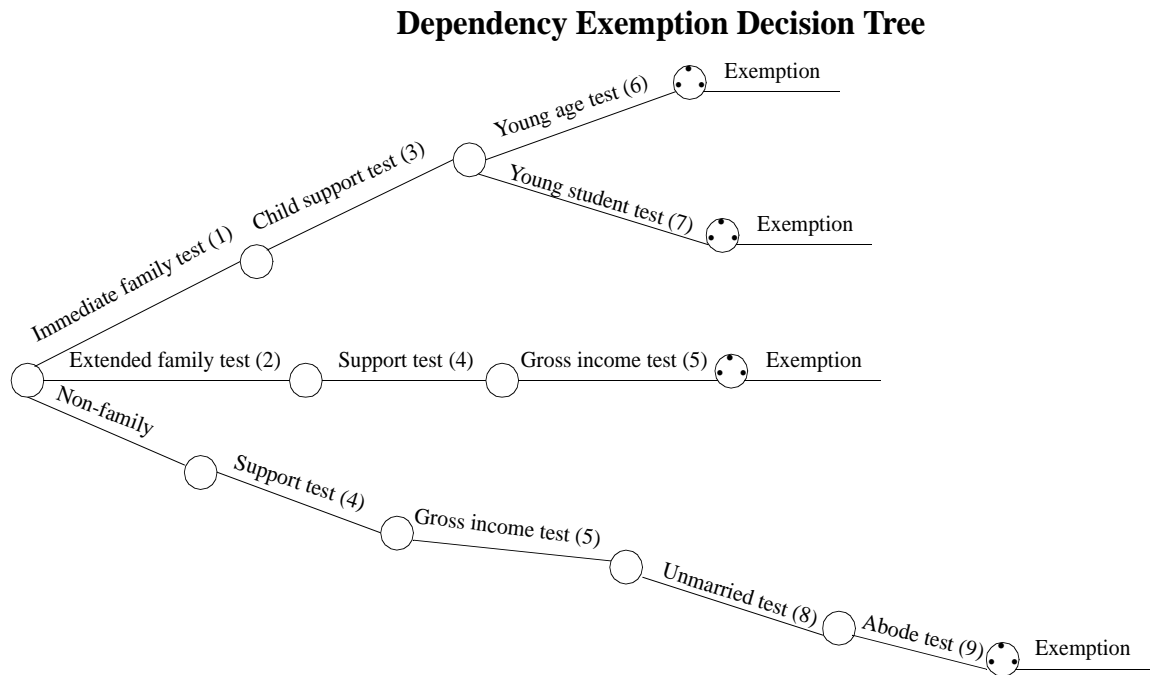 Dependency Exemption Decision Tree
Exemption
Young age test (6)
Child support test (3)
Young student test (7)
Exemption
Immediate family test (1)
Extended family test (2)
Support test (4)
Gross income test (5)
Exemption
Non-family
Support test (4)
Gross income test (5)
Unmarried test (8)
Abode test (9)
Exemption